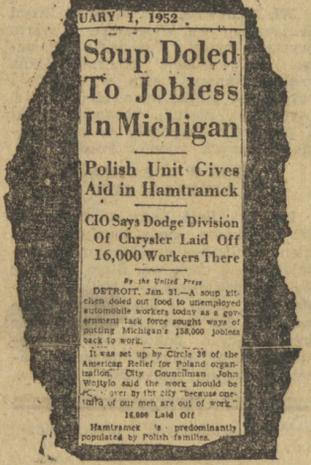 UARY 1, 1952
Soup Doled
To Jobless
In Michigan
Polish Unit Gives
Aid in Hamtramck
CIO Says Dodge Division
Of Chrysler Laid Off
16,000 Workers There
By the United Press
DETROIT, Jan. 31.—A soup kit-
chen doled out food to unemployed
automobile workers today as a gov-
ernment task force sought ways of
putting Michigan's 158,000 jobless
back to work.
It was set up by Circle 36 of the
American Relief for Poland organ-
ization. City Councilman John
Wojtylo said the work should be
over by the city "because one-
third of our men are out of work."
16,000 Laid Off
Hamtramck is predominantly
populated by Polish families.